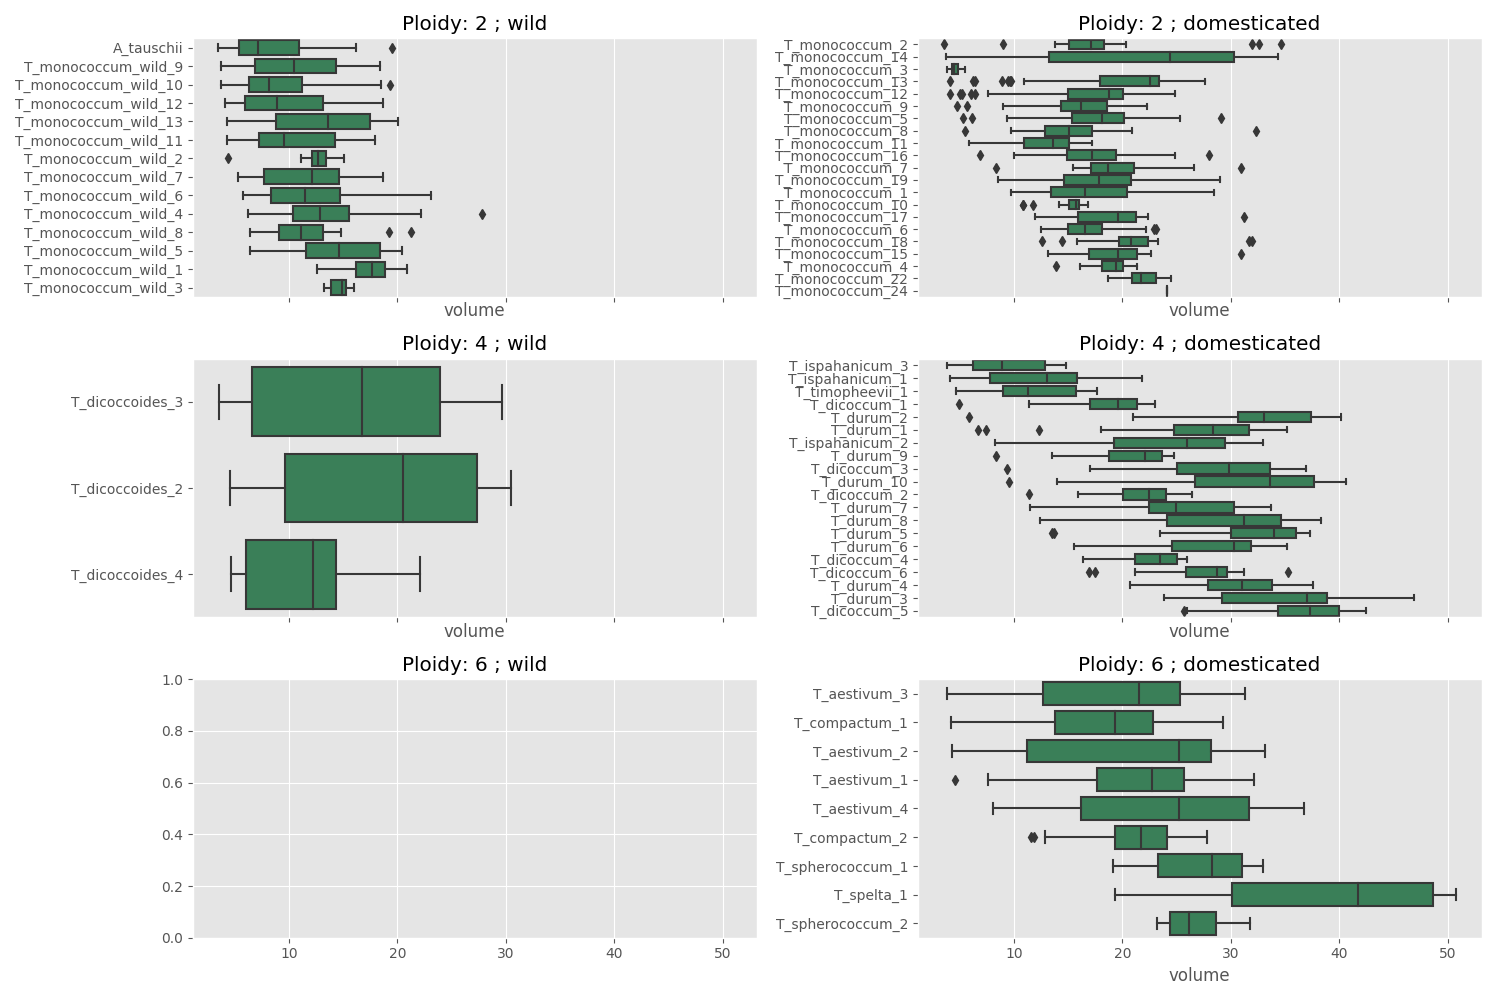 Ploidy: 2 ; wild
A_tauschii
T_monococcum_wild_9
T_monococcum_wild_10
T_monococcum_wild_12
T_monococcum_wild_13
T_monococcum_wild_11
T_monococcum_wild_2
T_monococcum_wild_7
T_monococcum_wild_6
T_monococcum_wild_4
T_monococcum_wild_8
T_monococcum_wild_5
T_monococcum_wild_1
T_monococcum_wild_3
volume
Ploidy: 2 ; domesticated
T_monococcum_2
T_monococcum_14
T_monococcum_3
T_monococcum_13
T_monococcum_12
T_monococcum_9
T_monococcum_5
T_monococcum_8
T_monococcum_11
T_monococcum_16
T_monococcum_7
T_monococcum_19
T_monococcum_1
T_monococcum_10
T_monococcum_17
T_monococcum_6
T_monococcum_18
T_monococcum_15
T_monococcum_4
T_monococcum_22
T_monococcum_24
volume
Ploidy: 4 ; wild
T_dicoccoides_3
T_dicoccoides_2
T_dicoccoides_4
volume
Ploidy: 4 ; domesticated
T_ispahanicum_3
T_ispahanicum_1
T_timopheevii_1
T_dicoccum_1
T_durum_2
T_durum_1
T_ispahanicum_2
T_durum_9
T_dicoccum_3
T_durum_10
T_dicoccum_2
T_durum_7
T_durum_8
T_durum_5
T_durum_6
T_dicoccum_4
T_dicoccum_6
T_durum_4
T_durum_3
T_dicoccum_5
volume
Ploidy: 6 ; wild
1.0
0.8
0.6
0.4
0.2
0.0
10 20 30 40 50
Ploidy: 6 ; domesticated
T_aestivum_3
T_compactum_1
T_aestivum_2
T_aestivum_1
T_aestivum_4
T_compactum_2
T_spherococcum_1
T_spelta_1
T_spherococcum_2
10 20 30 40 50
volume